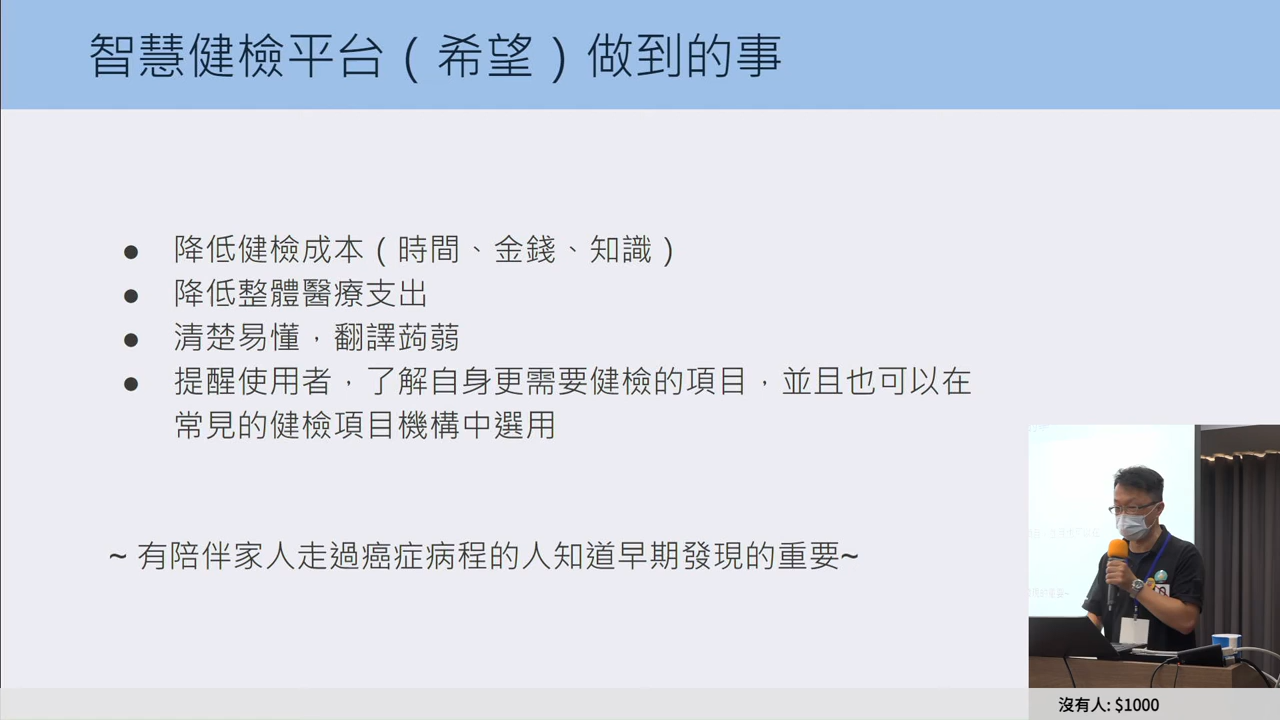 智慧健檢平台（希望）做到的事
● 降低健檢成本（時間、金錢、知識）
● 降低整體醫療支出
● 清楚易懂，翻譯蒟蒻
● 提醒使用者，了解自身更需要健檢的項目，並且也可以在
常見的健檢項目機構中選用
~ 有陪伴家人走過癌症病程的人知道早期發現的重要~
沒有人: $1000